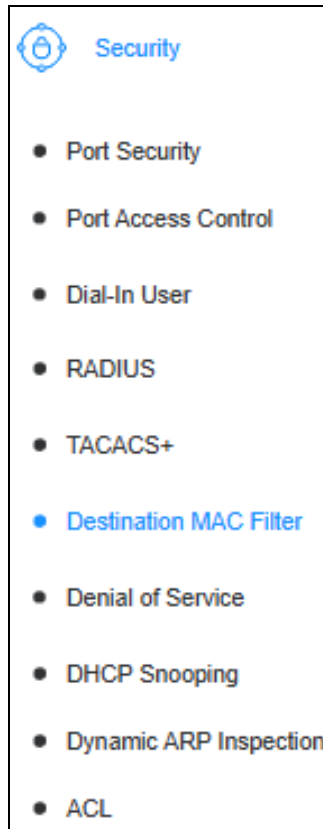 Security
Port Security
Port Access Control
Dial-In User
RADIUS
TACACS+
Destination MAC Filter
Denial of Service
DHCP Snooping
Dynamic ARP Inspection
ACL